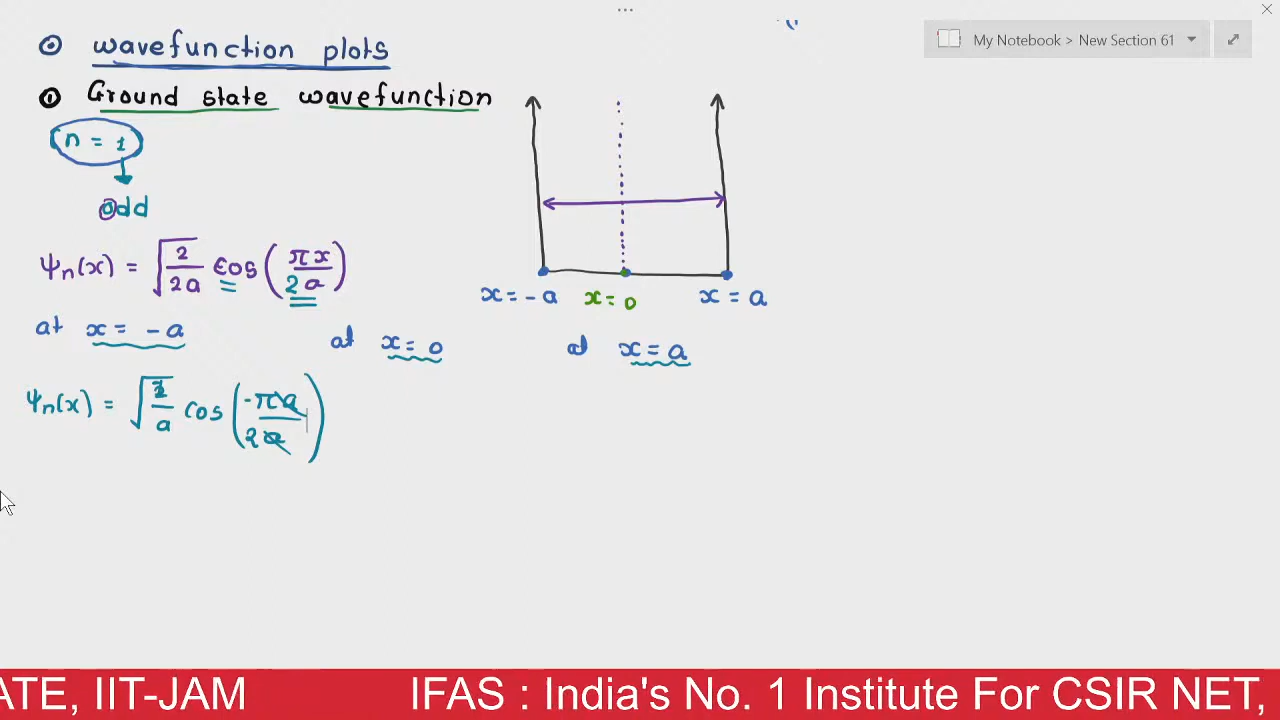 wavefunction plots
My Notebook > New Section 61
① Ground state wavefunction
n = 1
odd
ψn(x) = √(2/2a) cos(πx/2a)
x = -a x = 0 x = a
at x = -a at x = 0 at x = a
ψn(x) = √(1/a) cos(-πa/2a)
ATE, IIT-JAM IFAS : India's No. 1 Institute For CSIR NET,